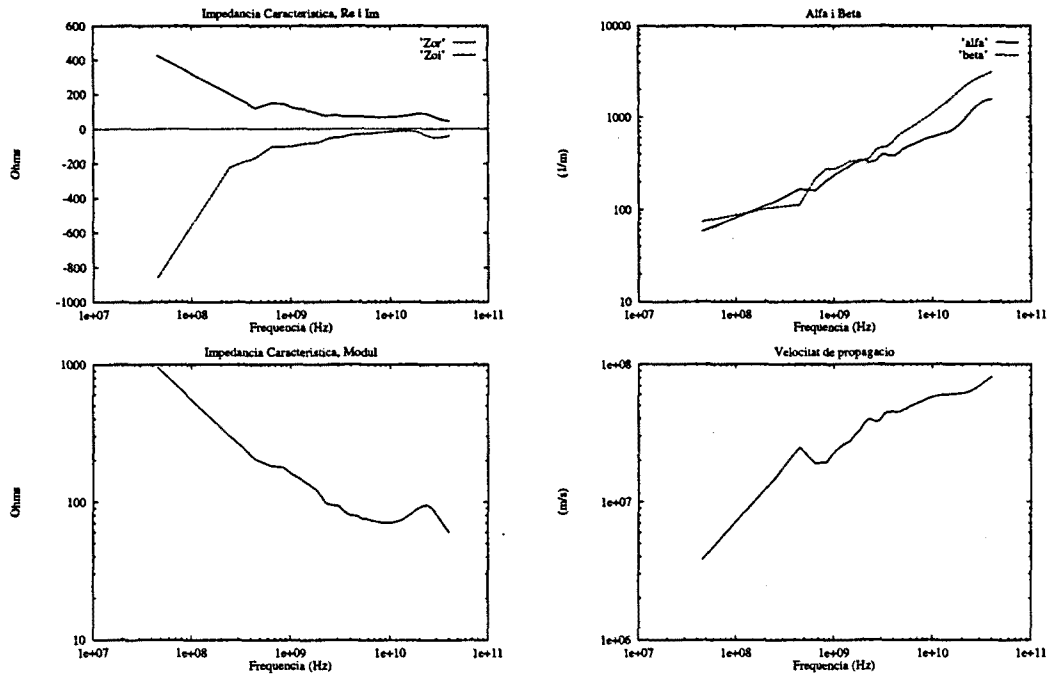 Impedancia Caracteristica, Re i Im
600
400
200
0
-200
-400
-600
-800
-1000
Ohms
"Zor"
"Zoi"
1e+07
1e+08
1e+09
1e+10
1e+11
Frequencia (Hz)
Alfa i Beta
10000
1000
100
10
(1/m)
"alfa"
"beta"
1e+07
1e+08
1e+09
1e+10
1e+11
Frequencia (Hz)
Impedancia Caracteristica, Modul
1000
100
10
Ohms
1e+07
1e+08
1e+09
1e+10
1e+11
Frequencia (Hz)
Velocitat de propagacio
1e+08
1e+07
1e+06
(m/s)
1e+07
1e+08
1e+09
1e+10
1e+11
Frequencia (Hz)